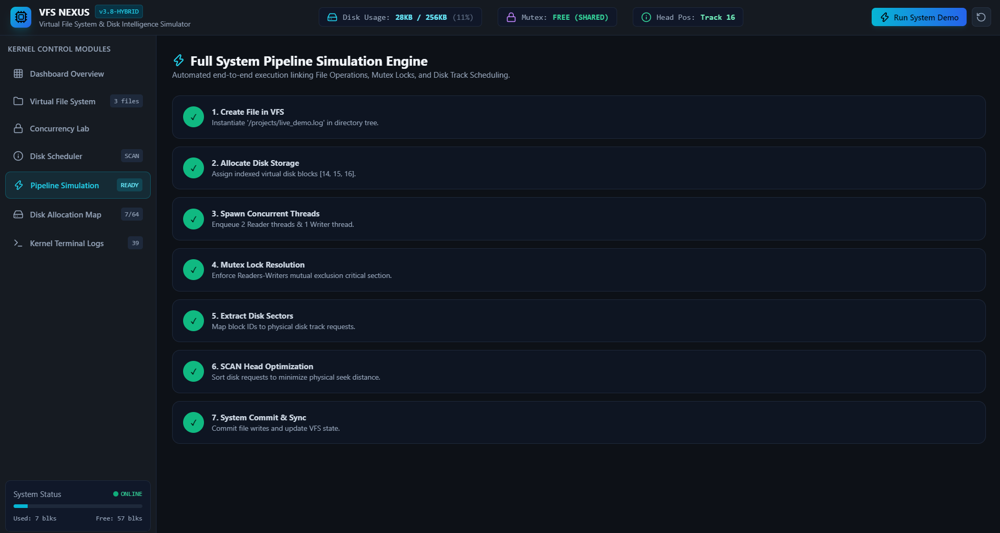 VFS NEXUS v3.8-HYBRID
Virtual File System & Disk Intelligence Simulator
Disk Usage: 28KB / 256KB (11%)
Mutex: FREE (SHARED)
Head Pos: Track 16
Run System Demo
KERNEL CONTROL MODULES
Dashboard Overview
Virtual File System 3 files
Concurrency Lab
Disk Scheduler SCAN
Pipeline Simulation READY
Disk Allocation Map 7/64
Kernel Terminal Logs 39
System Status ONLINE
Used: 7 blks Free: 57 blks
Full System Pipeline Simulation Engine
Automated end-to-end execution linking File Operations, Mutex Locks, and Disk Track Scheduling.
1. Create File in VFS
Instantiate '/projects/live_demo.log' in directory tree.
2. Allocate Disk Storage
Assign indexed virtual disk blocks [14, 15, 16].
3. Spawn Concurrent Threads
Enqueue 2 Reader threads & 1 Writer thread.
4. Mutex Lock Resolution
Enforce Readers-Writers mutual exclusion critical section.
5. Extract Disk Sectors
Map block IDs to physical disk track requests.
6. SCAN Head Optimization
Sort disk requests to minimize physical seek distance.
7. System Commit & Sync
Commit file writes and update VFS state.